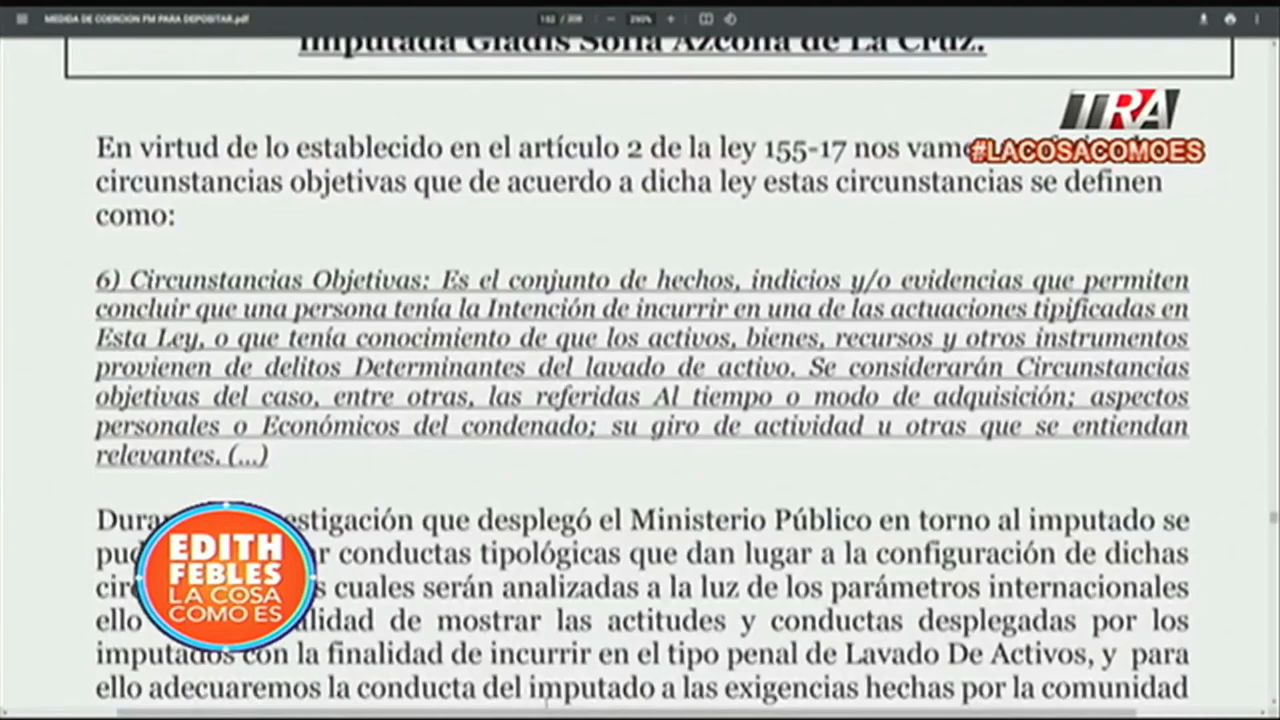 MEDIDA DE COERCION FM PARA DEPOSITAR.pdf
Imputada Gladis Sofía Azcona de La Cruz.
TRA
#LACOSACOMOES
En virtud de lo establecido en el artículo 2 de la ley 155-17 nos
circunstancias objetivas que de acuerdo a dicha ley estas circunstancias se definen
como:
6) Circunstancias Objetivas: Es el conjunto de hechos, indicios y/o evidencias que permiten
concluir que una persona tenía la Intención de incurrir en una de las actuaciones tipificadas en
Esta Ley, o que tenía conocimiento de que los activos, bienes, recursos y otros instrumentos
provienen de delitos Determinantes del lavado de activo. Se considerarán Circunstancias
objetivas del caso, entre otras, las referidas Al tiempo o modo de adquisición; aspectos
personales o Económicos del condenado; su giro de actividad u otras que se entiendan
relevantes. (...)
que desplegó el Ministerio Público en torno al imputado se
conductas tipológicas que dan lugar a la configuración de dichas
cuales serán analizadas a la luz de los parámetros internacionales
ello de mostrar las actitudes y conductas desplegadas por los
imputados con la finalidad de incurrir en el tipo penal de Lavado De Activos, y para
ello adecuaremos la conducta del imputado a las exigencias hechas por la comunidad
EDITH
FEBLES
LA COSA
COMO ES